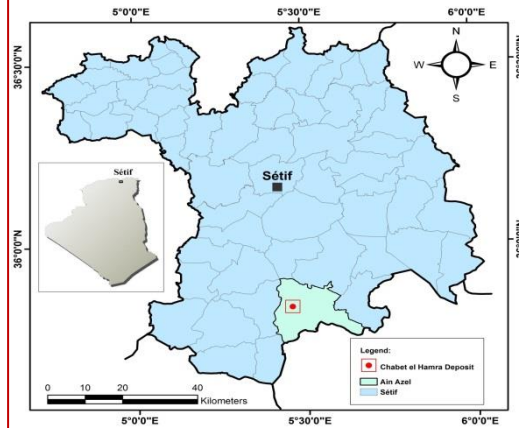 5°0'0"E 5°30'0"E 6°0'0"E
N
W E
S
36°30'0"N
36°0'0"N
Sétif
Sétif
Legend:
Chabet el Hamra Deposit
Ain Azel
Sétif
0 10 20 40
Kilometers
5°0'0"E 5°30'0"E 6°0'0"E